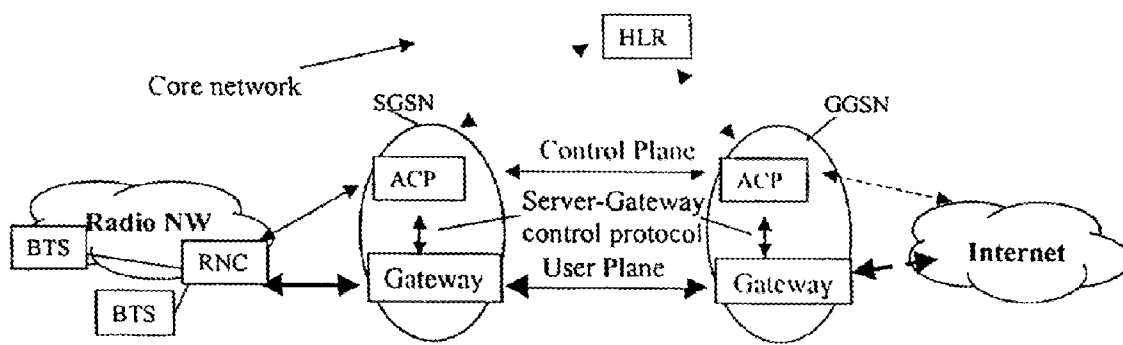 HLR
Core network
SGSN
GGSN
Control Plane
ACP
ACP
Server-Gateway
control protocol
Radio NW
BTS
RNC
Internet
User Plane
Gateway
Gateway
BTS